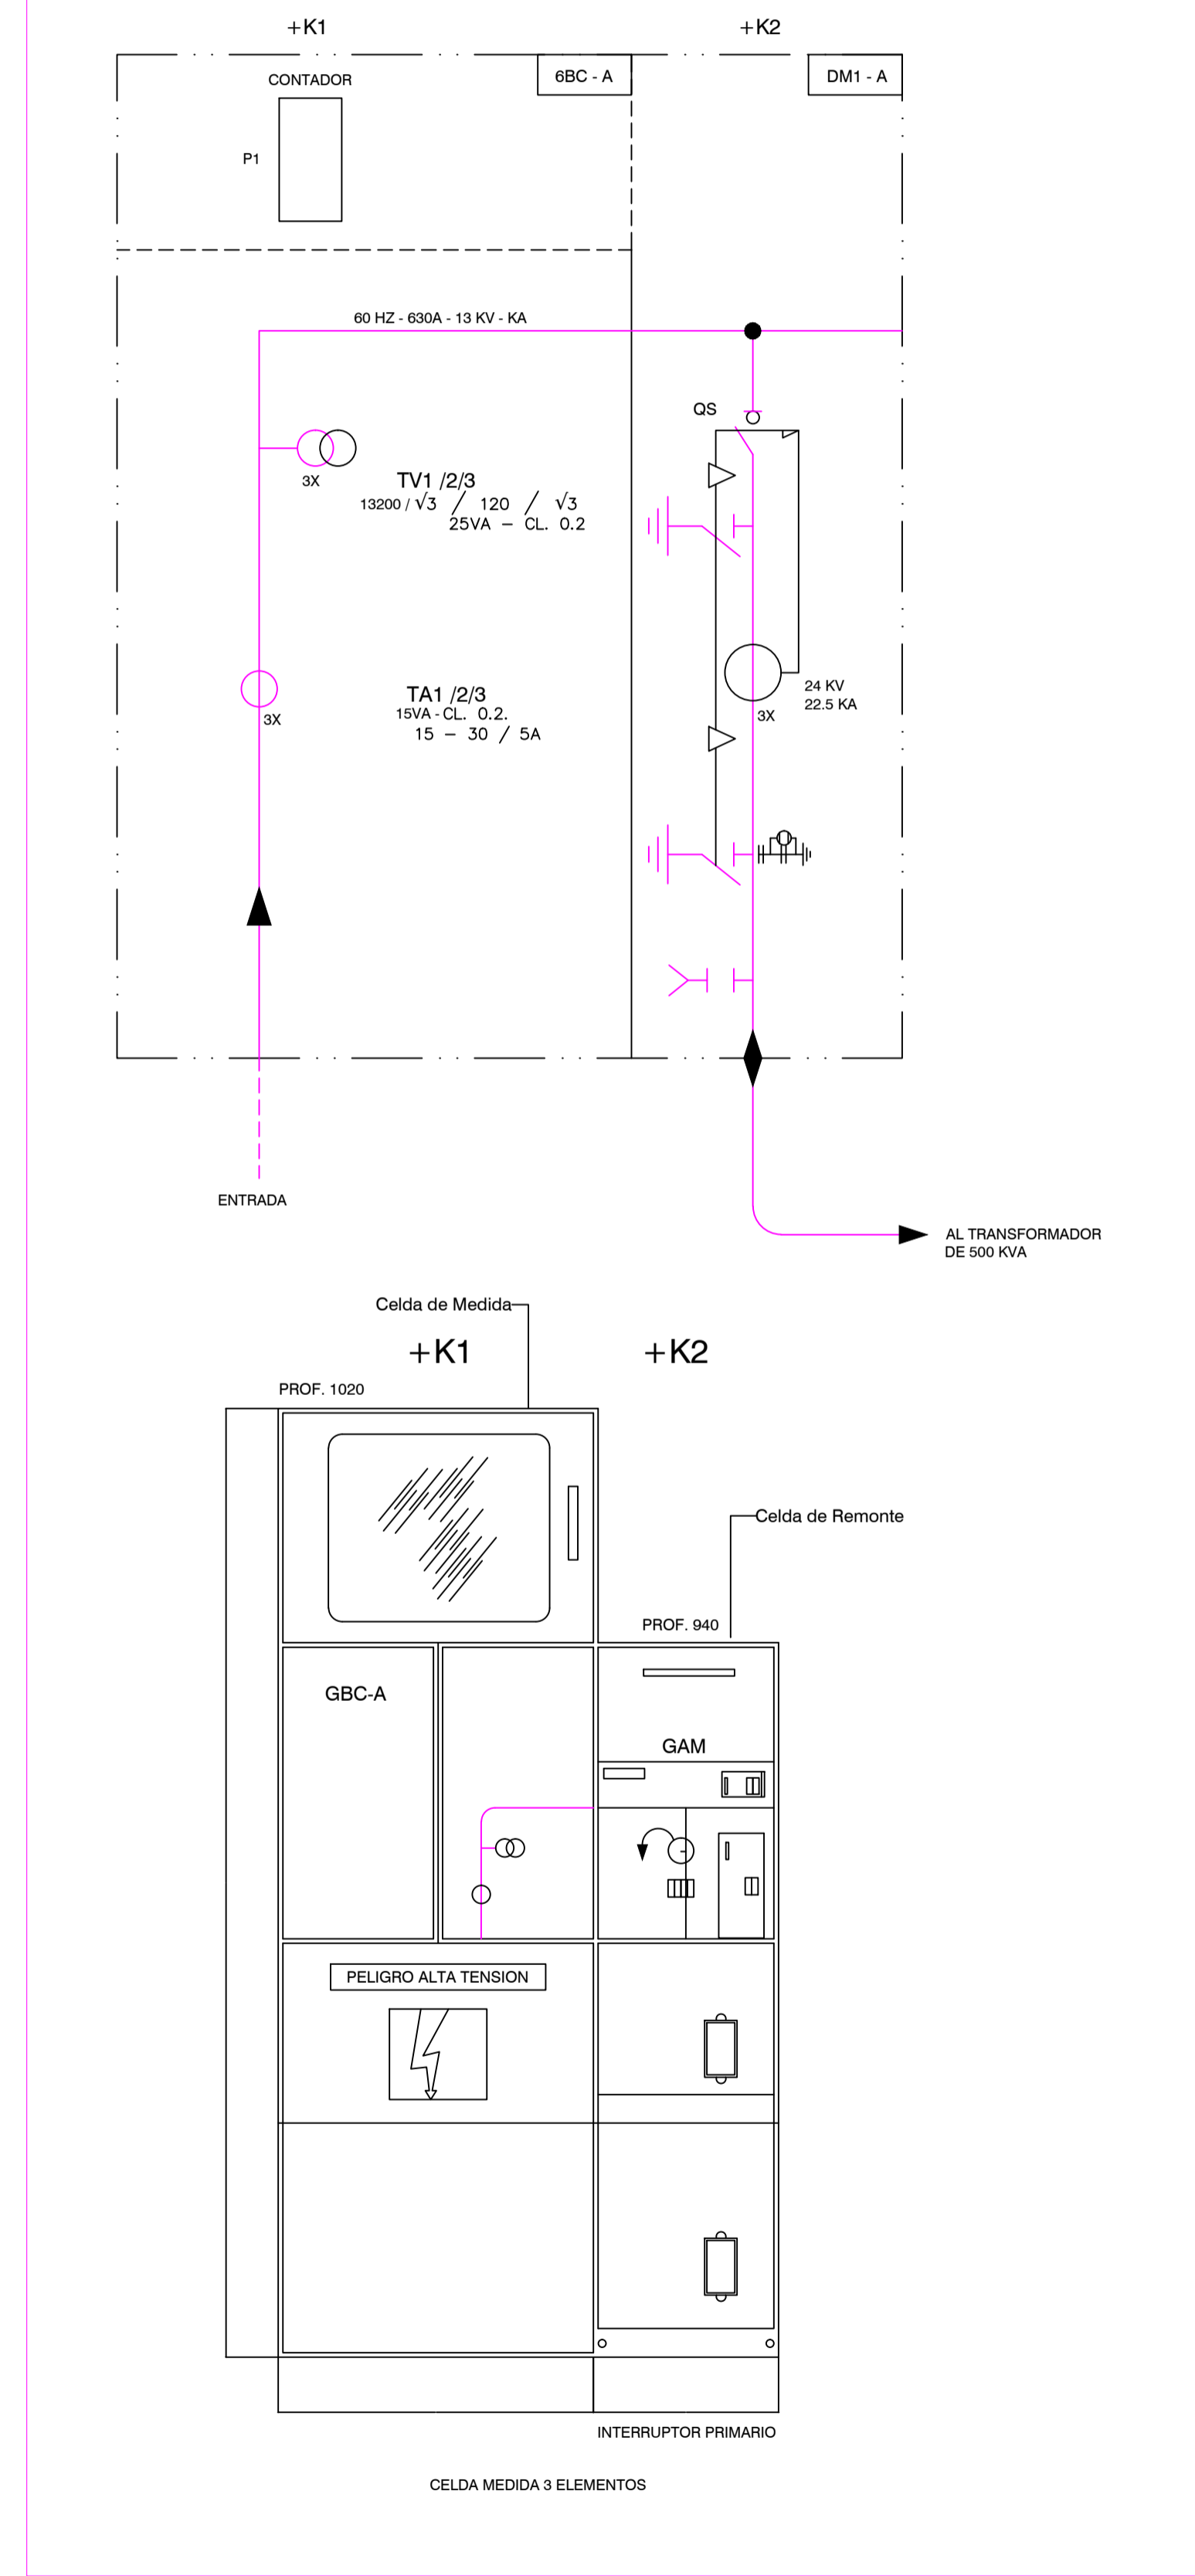 +K1
+K2
CONTADOR
6BC - A
DM1 - A
P1
60 HZ - 630A - 13 KV - KA
QS
3X
TV1 /2/3
13200 / √3 / 120 / √3
25VA - CL. 0.2
TA1 /2/3
15VA - CL. 0.2.
15 - 30 / 5A
3X
24 KV
22.5 KA
3X
ENTRADA
AL TRANSFORMADOR
DE 500 KVA
Celda de Medida
+K1
+K2
PROF. 1020
Celda de Remonte
PROF. 940
GBC-A
GAM
PELIGRO ALTA TENSION
INTERRUPTOR PRIMARIO
CELDA MEDIDA 3 ELEMENTOS